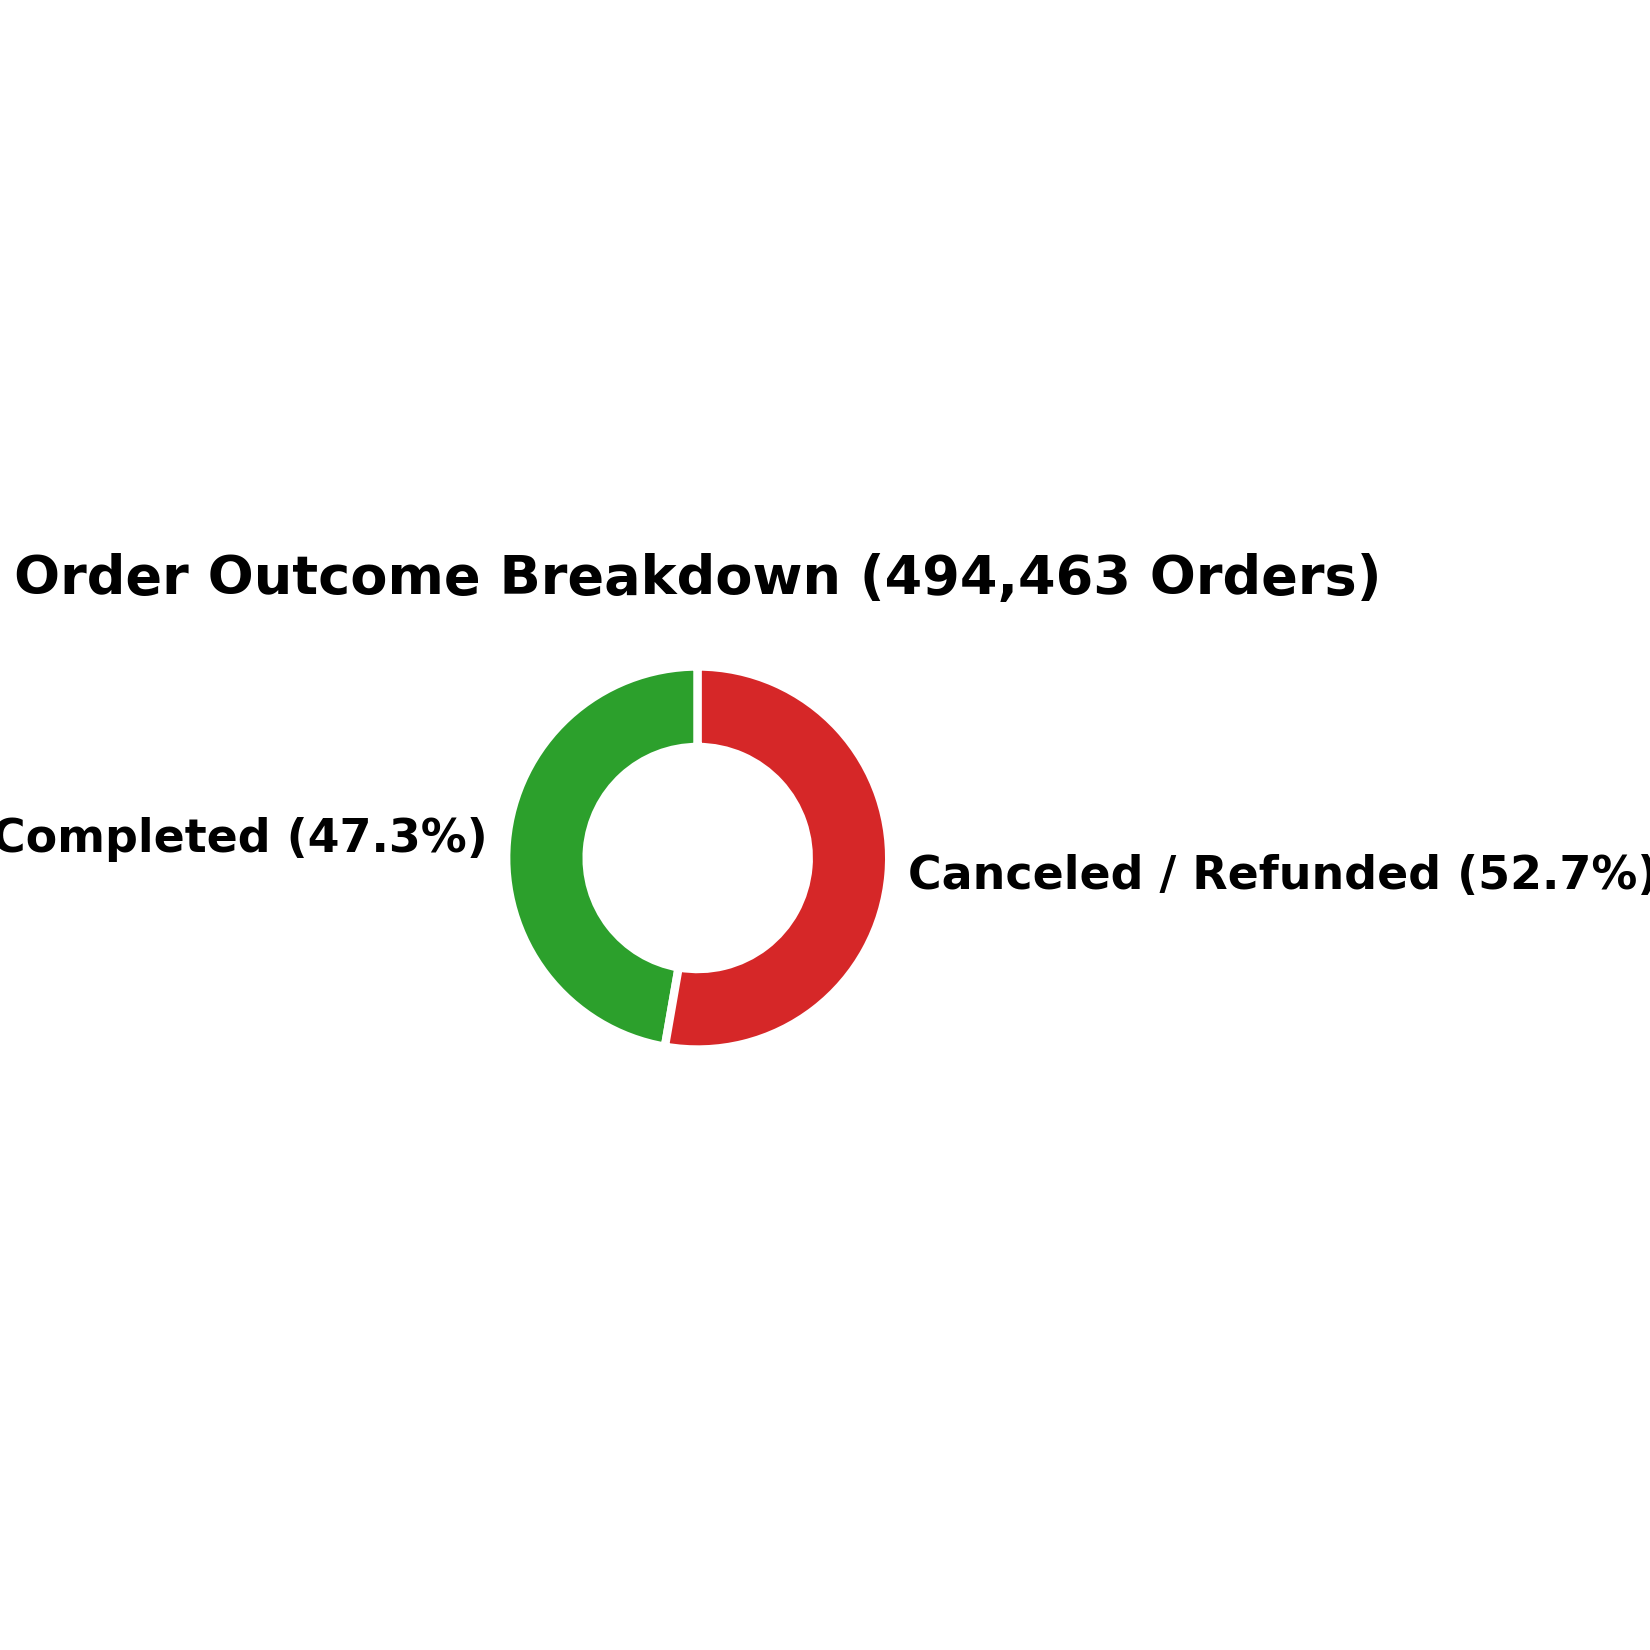 Order Outcome Breakdown (494,463 Orders)
Completed (47.3%)
Canceled / Refunded (52.7%)